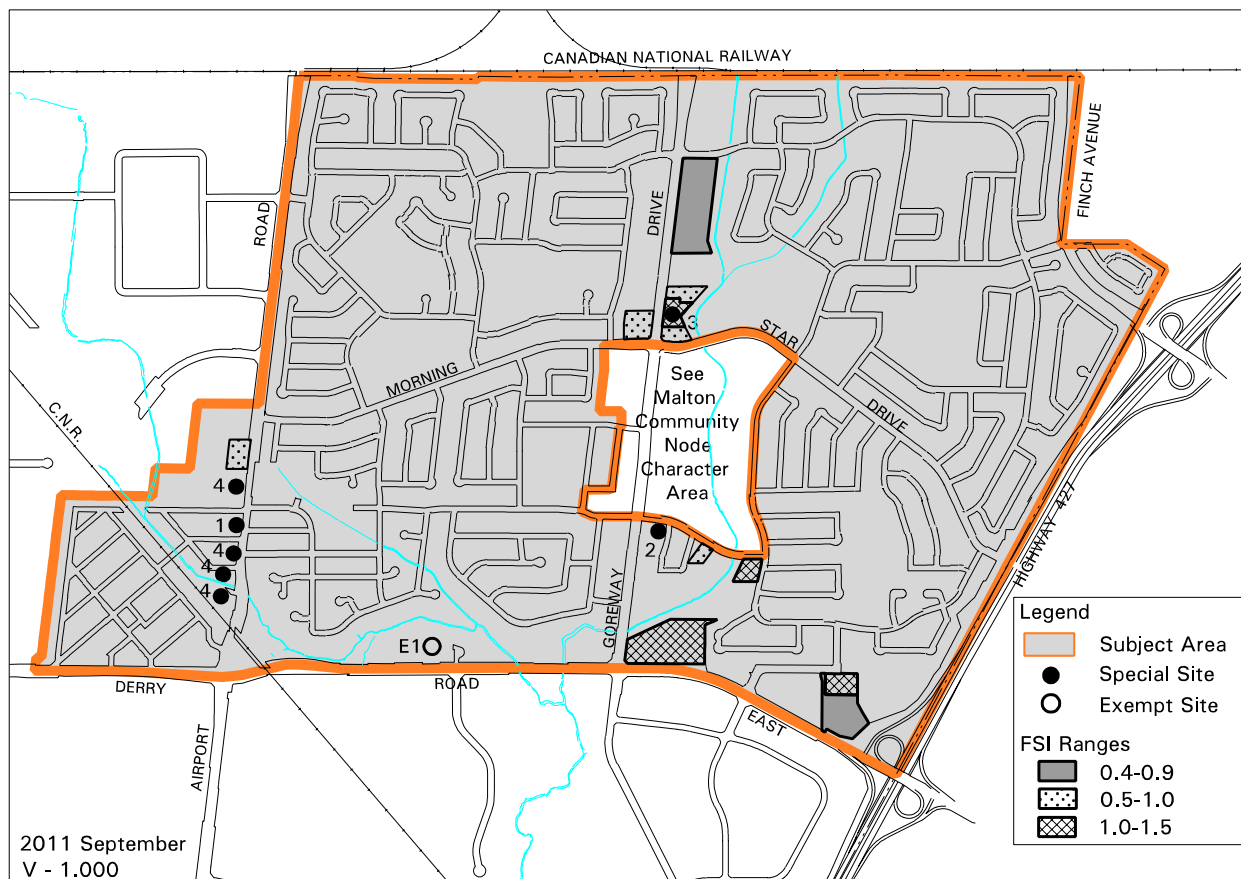 CANADIAN NATIONAL RAILWAY
FINCH AVENUE
ROAD
DRIVE
3
STAR
MORNING
DRIVE
See
Malton
Community
Node
Character
Area
C.N.R.
4
1
4
4
4
2
HIGHWAY 427
GOREWAY
E1
DERRY
ROAD
EAST
AIRPORT
Legend
Subject Area
Special Site
Exempt Site
FSI Ranges
0.4-0.9
0.5-1.0
1.0-1.5
2011 September
V - 1.000